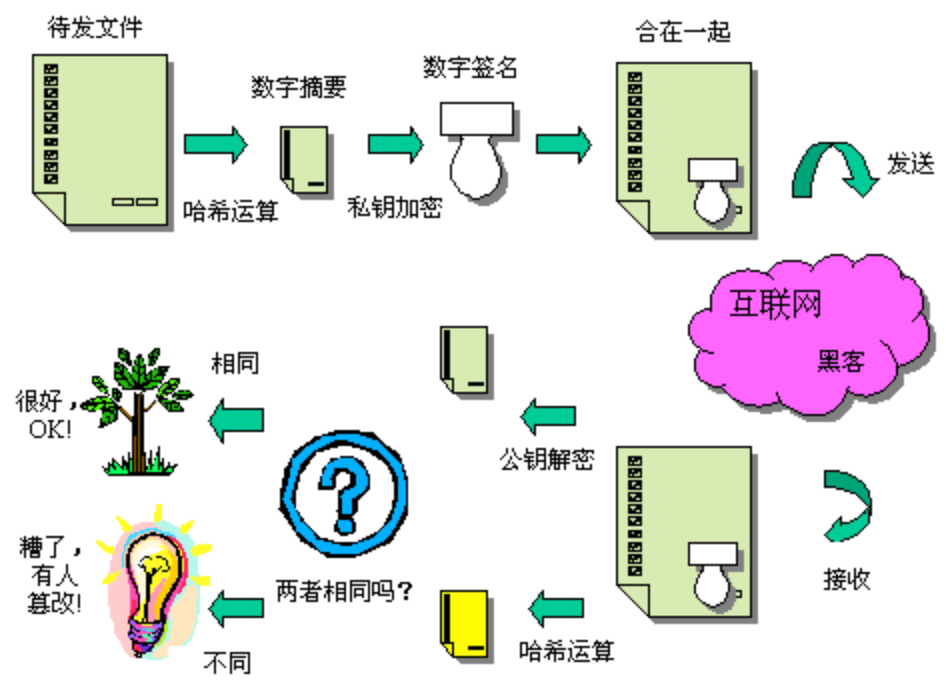 待发文件
数字摘要
数字签名
合在一起
哈希运算
私钥加密
发送
互联网
黑客
相同
很好，
OK!
公钥解密
接收
糟了，
有人
篡改!
两者相同吗？
不同
哈希运算